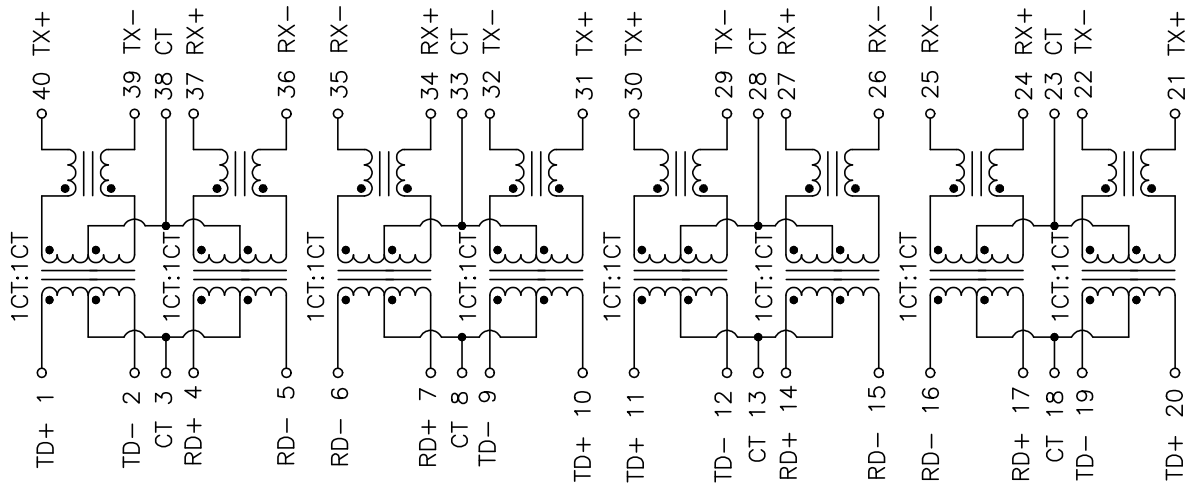 40 TX+
39 TX-
38 CT
37 RX+
36 RX-
35 RX-
34 RX+
33 CT
32 TX-
31 TX+
30 TX+
29 TX-
28 CT
27 RX+
26 RX-
25 RX-
24 RX+
23 CT
22 TX-
21 TX+
1CT:1CT
1CT:1CT
1CT:1CT
1CT:1CT
1CT:1CT
1CT:1CT
1CT:1CT
1CT:1CT
TD+ 1
TD- 2
CT 3
RD+ 4
RD- 5
RD- 6
RD+ 7
CT 8
TD- 9
TD+ 10
TD+ 11
TD- 12
CT 13
RD+ 14
RD- 15
RD- 16
RD+ 17
CT 18
TD- 19
TD+ 20